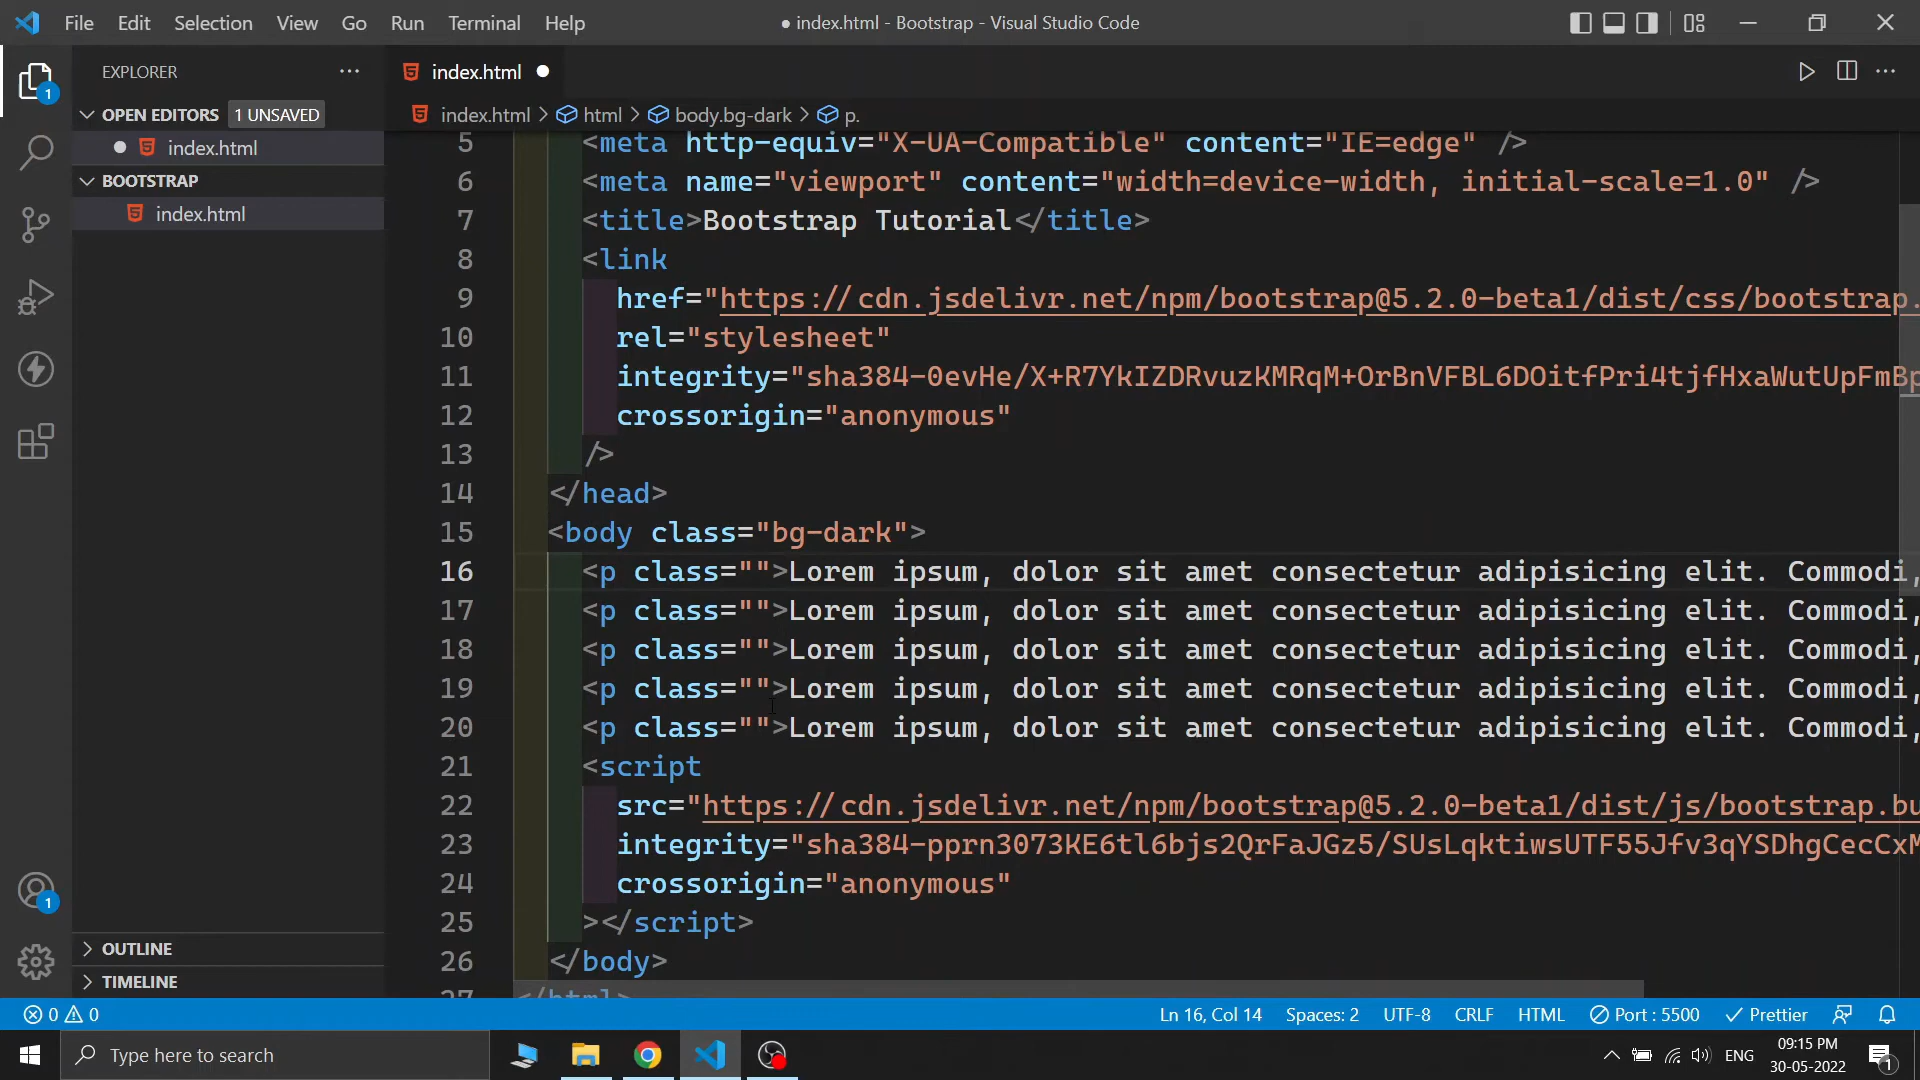 File Edit Selection View Go Run Terminal Help
● index.html - Bootstrap - Visual Studio Code
EXPLORER
index.html
1
OPEN EDITORS 1 UNSAVED
index.html > html > body.bg-dark > p.
index.html
BOOTSTRAP
index.html
5 <meta http-equiv="X-UA-Compatible" content="IE=edge" />
6 <meta name="viewport" content="width=device-width, initial-scale=1.0" />
7 <title>Bootstrap Tutorial</title>
8 <link
9 href="https://cdn.jsdelivr.net/npm/bootstrap@5.2.0-beta1/dist/css/bootstrap.
10 rel="stylesheet"
11 integrity="sha384-0evHe/X+R7YkIZDRvuzKMRqM+OrBnVFBL6DOitfPri4tjfHxaWutUpFmBp
12 crossorigin="anonymous"
13 />
14 </head>
15 <body class="bg-dark">
16 <p class="">Lorem ipsum, dolor sit amet consectetur adipisicing elit. Commodi,
17 <p class="">Lorem ipsum, dolor sit amet consectetur adipisicing elit. Commodi,
18 <p class="">Lorem ipsum, dolor sit amet consectetur adipisicing elit. Commodi,
19 <p class="">Lorem ipsum, dolor sit amet consectetur adipisicing elit. Commodi,
20 <p class="">Lorem ipsum, dolor sit amet consectetur adipisicing elit. Commodi,
21 <script
22 src="https://cdn.jsdelivr.net/npm/bootstrap@5.2.0-beta1/dist/js/bootstrap.bu
23 integrity="sha384-pprn3073KE6tl6bjs2QrFaJGz5/SUsLqktiwsUTF55Jfv3qYSDhgCecCxM
24 crossorigin="anonymous"
25 ></script>
26 </body>
27 </html>
1
OUTLINE
TIMELINE
0 0
Ln 16, Col 14 Spaces: 2 UTF-8 CRLF HTML Port : 5500 Prettier
Type here to search
ENG
09:15 PM
30-05-2022
1